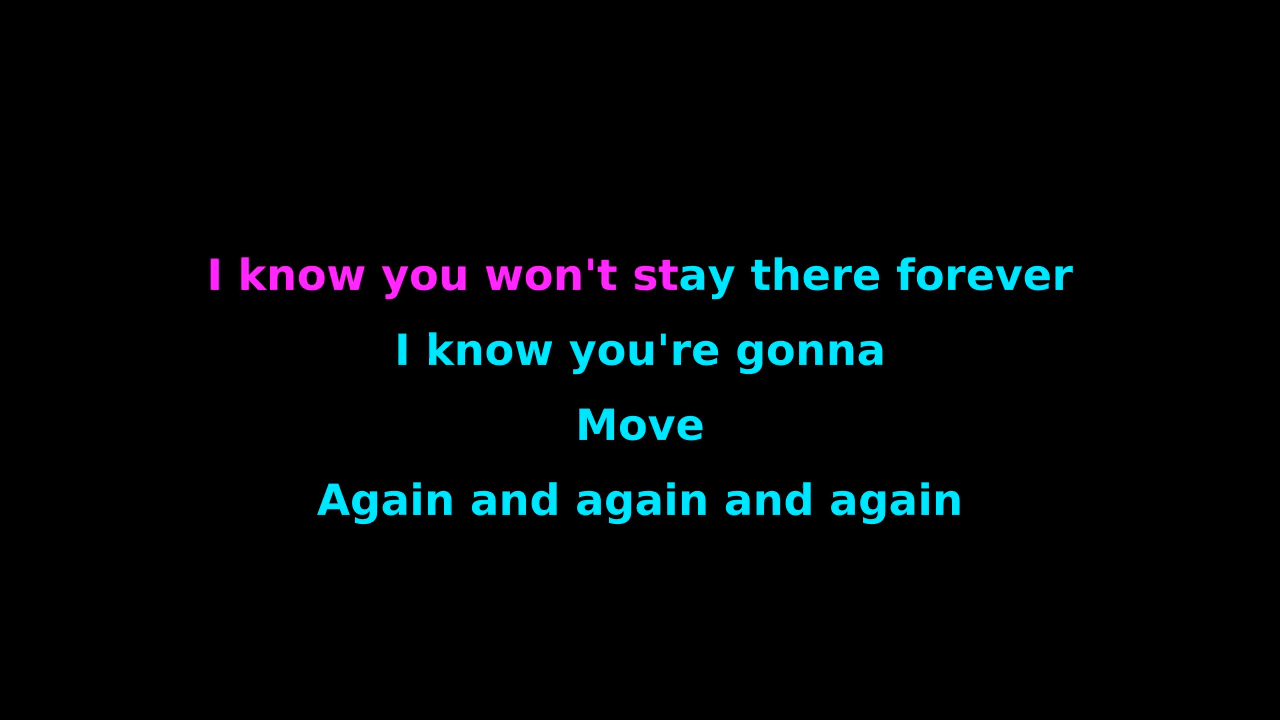 I know you won't stay there forever
I know you're gonna
Move
Again and again and again